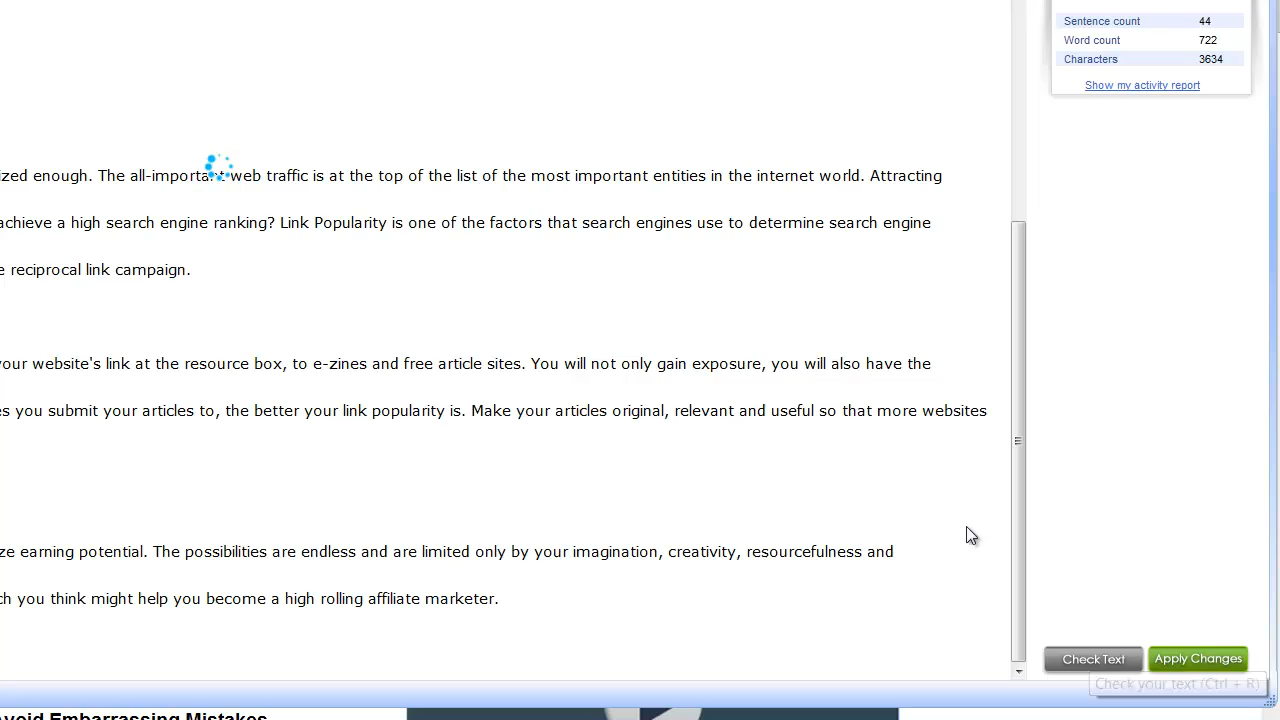 Sentence count 44
Word count 722
Characters 3634
Show my activity report
ized enough. The all-important web traffic is at the top of the list of the most important entities in the internet world. Attracting
achieve a high search engine ranking? Link Popularity is one of the factors that search engines use to determine search engine
e reciprocal link campaign.
your website's link at the resource box, to e-zines and free article sites. You will not only gain exposure, you will also have the
es you submit your articles to, the better your link popularity is. Make your articles original, relevant and useful so that more websites
ze earning potential. The possibilities are endless and are limited only by your imagination, creativity, resourcefulness and
ch you think might help you become a high rolling affiliate marketer.
Check Text
Apply Changes
Check your text (Ctrl + R)
void Embarrassing Mistakes